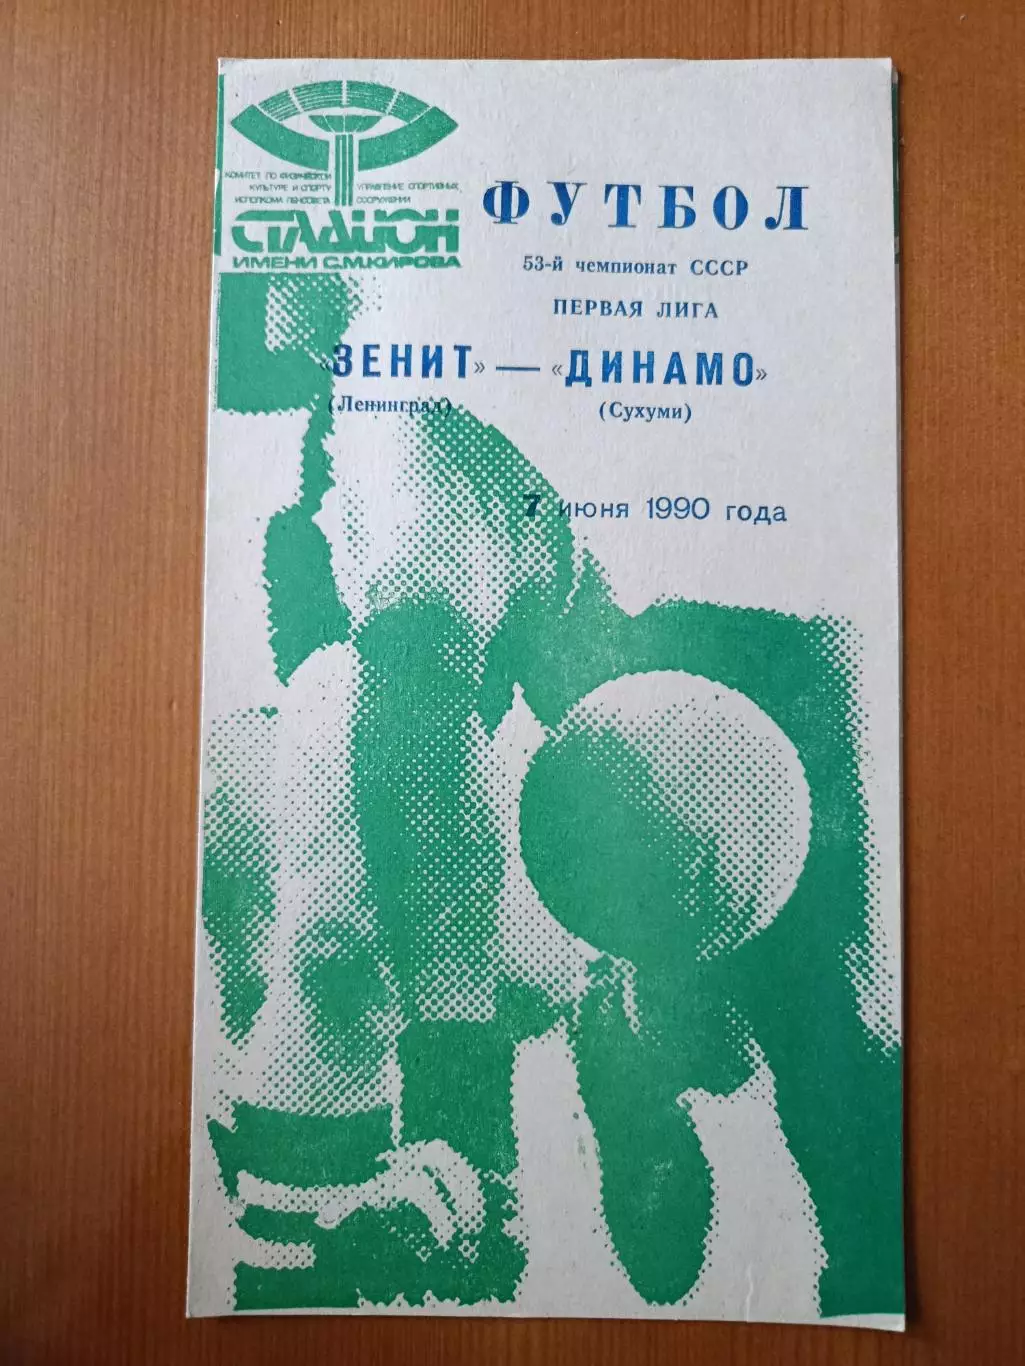 КОМИТЕТ ПО ФИЗИЧЕСКОЙ
КУЛЬТУРЕ И СПОРТУ
ИСПОЛКОМА ЛЕНСОВЕТА
УПРАВЛЕНИЕ СПОРТИВНЫХ
СООРУЖЕНИЙ
СТАДИОН
ИМЕНИ С.М.КИРОВА
ФУТБОЛ
53-й чемпионат СССР
ПЕРВАЯ ЛИГА
«ЗЕНИТ» — «ДИНАМО»
(Ленинград) (Сухуми)
7 июня 1990 года